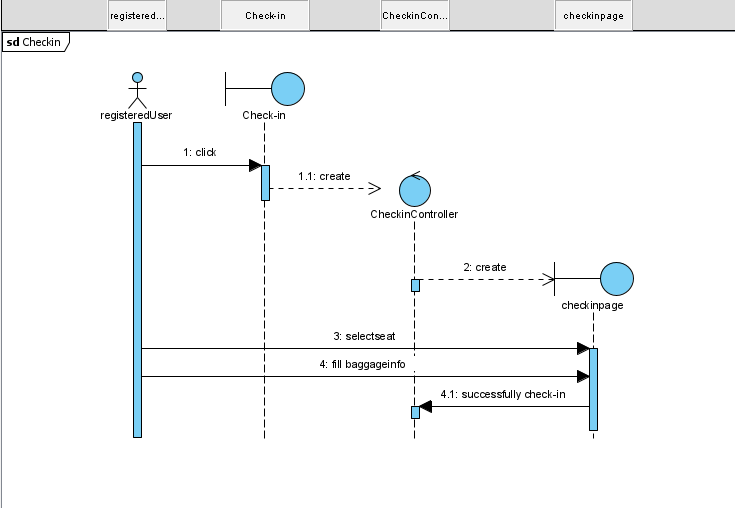 registered...
Check-in
CheckinCon...
checkinpage
sd Checkin
registeredUser
Check-in
1: click
1.1: create
CheckinController
2: create
checkinpage
3: selectseat
4: fill baggageinfo
4.1: successfully check-in